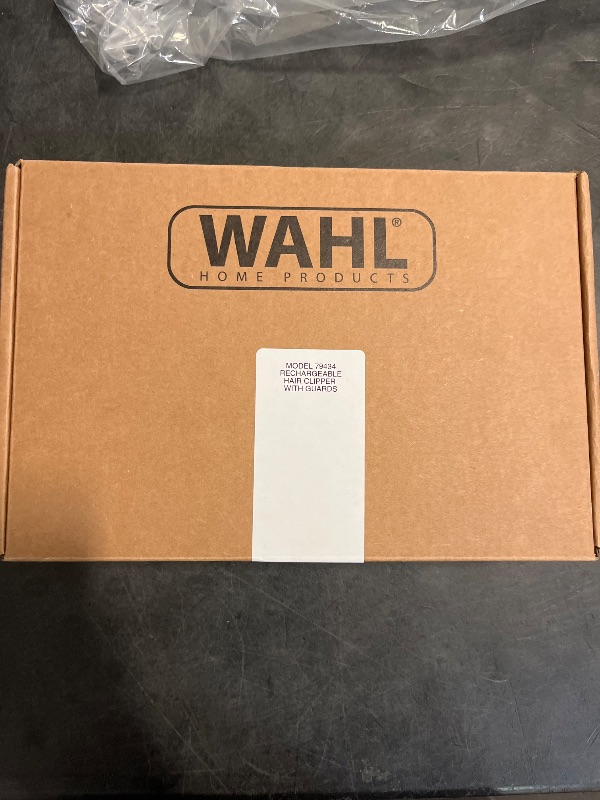 WAHL®
HOME PRODUCTS
MODEL 79434
RECHARGEABLE
HAIR CLIPPER
WITH GUARDS